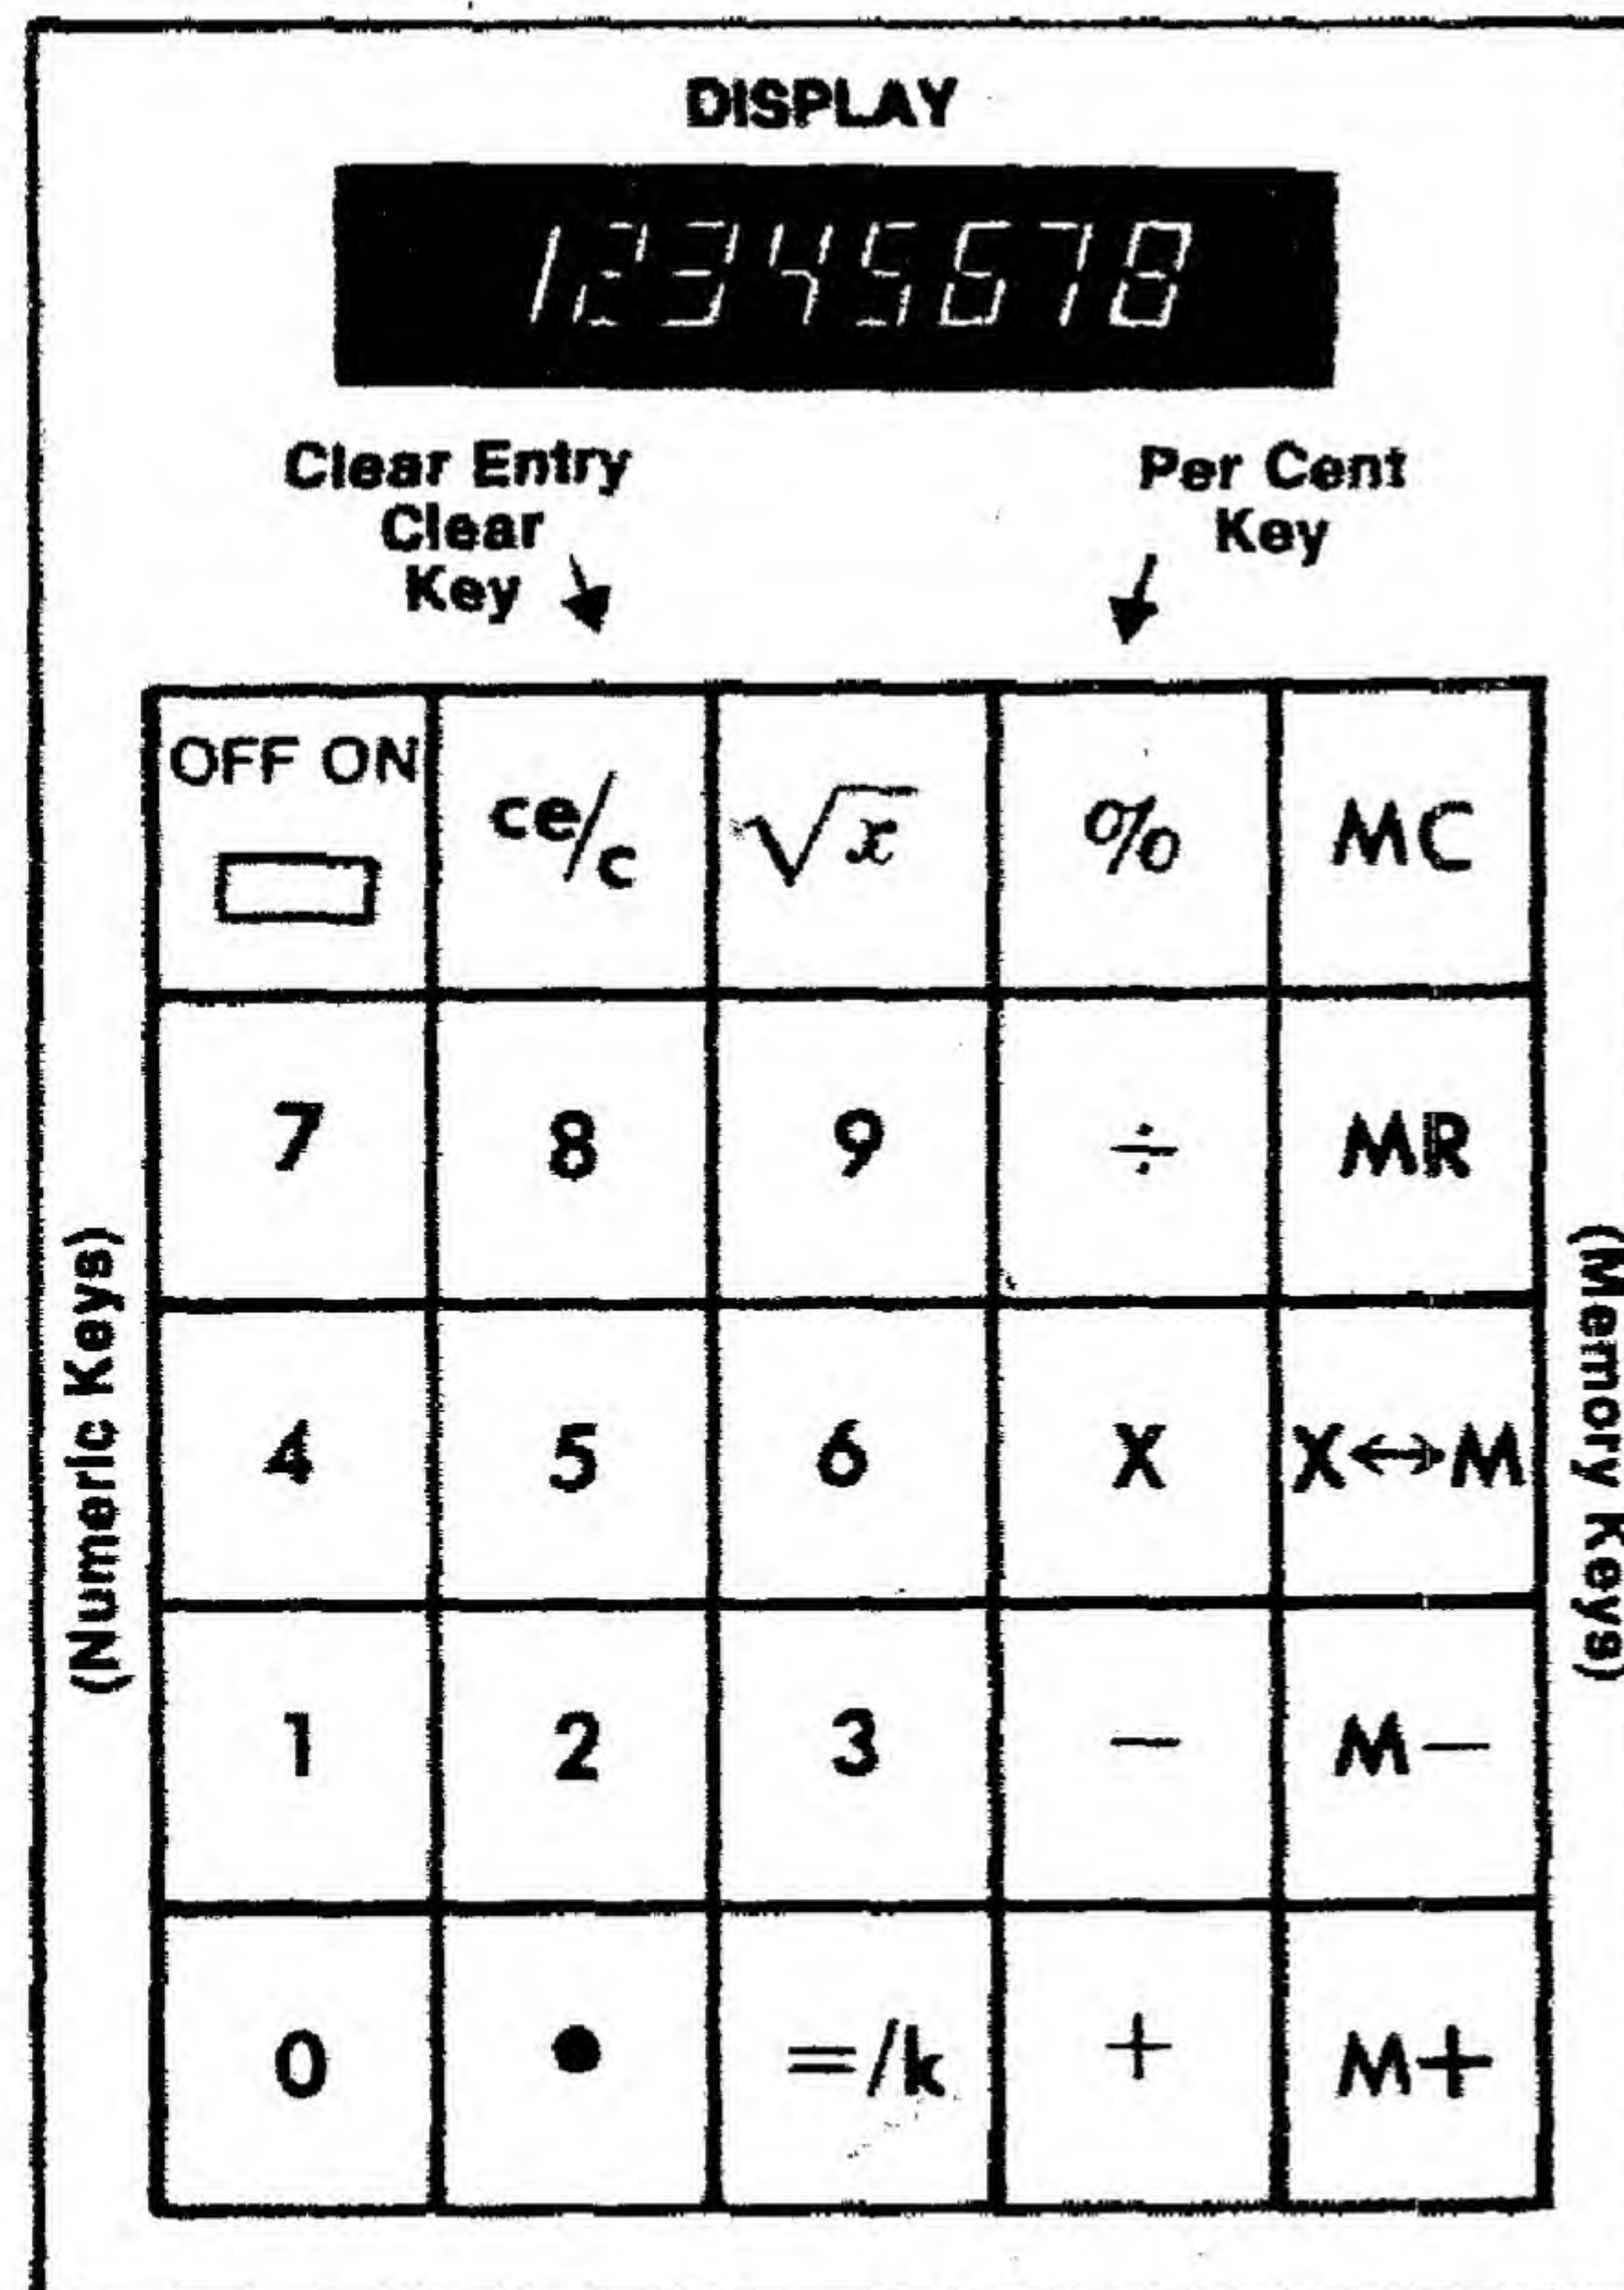 DISPLAY
12345678
Clear Entry
Clear
Key
Per Cent
Key
OFF ON
ce/c
√x
%
MC
7
8
9
÷
MR
4
5
6
X
X↔M
1
2
3
−
M−
0
•
=/k
+
M+
(Numeric Keys)
(Memory Keys)